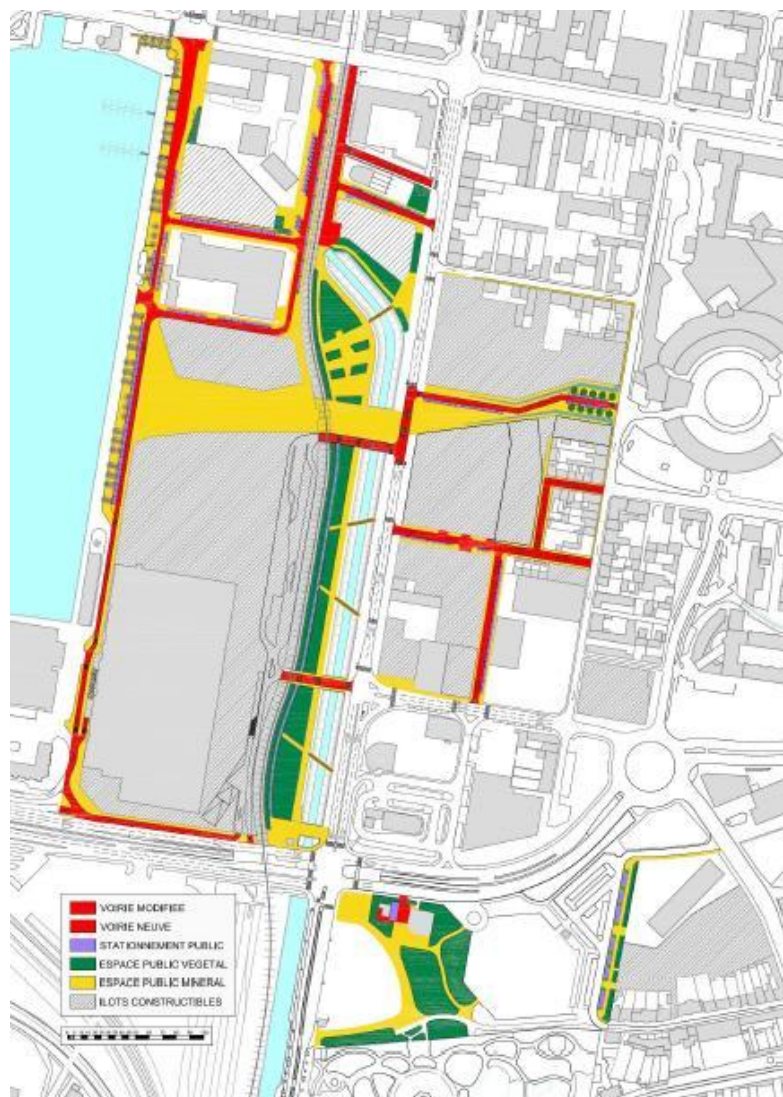 VOIRIE MODIFIEE
VOIRIE NEUVE
STATIONNEMENT PUBLIC
ESPACE PUBLIC VEGETAL
ESPACE PUBLIC MINERAL
ILOTS CONSTRUCTIBLES